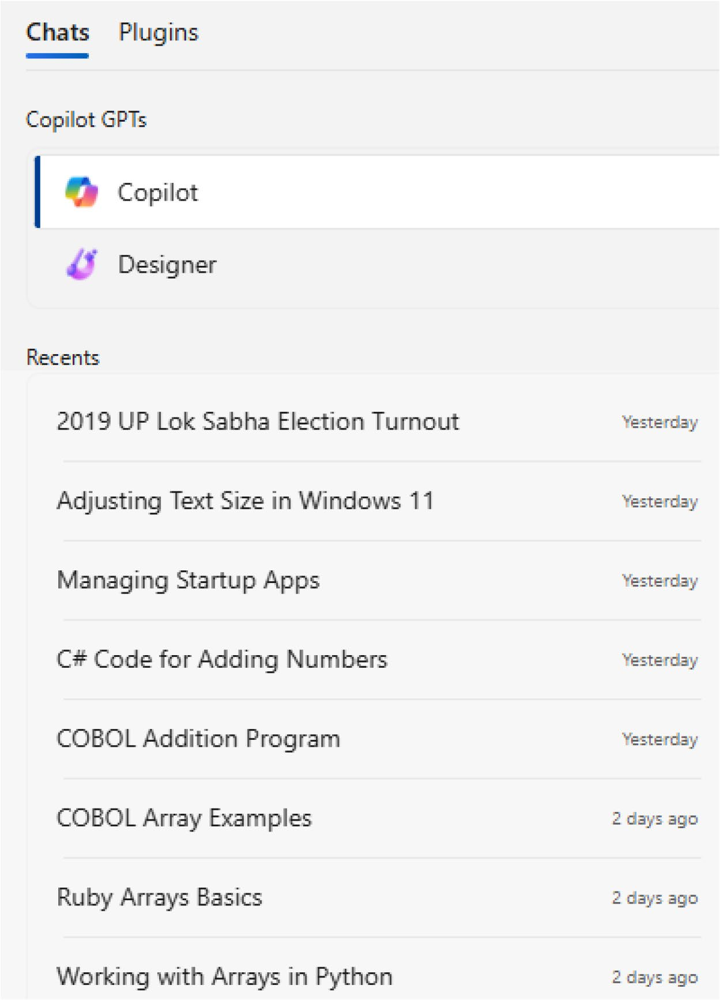 Chats Plugins
Copilot GPTs
Copilot
Designer
Recents
2019 UP Lok Sabha Election Turnout Yesterday
Adjusting Text Size in Windows 11 Yesterday
Managing Startup Apps Yesterday
C# Code for Adding Numbers Yesterday
COBOL Addition Program Yesterday
COBOL Array Examples 2 days ago
Ruby Arrays Basics 2 days ago
Working with Arrays in Python 2 days ago